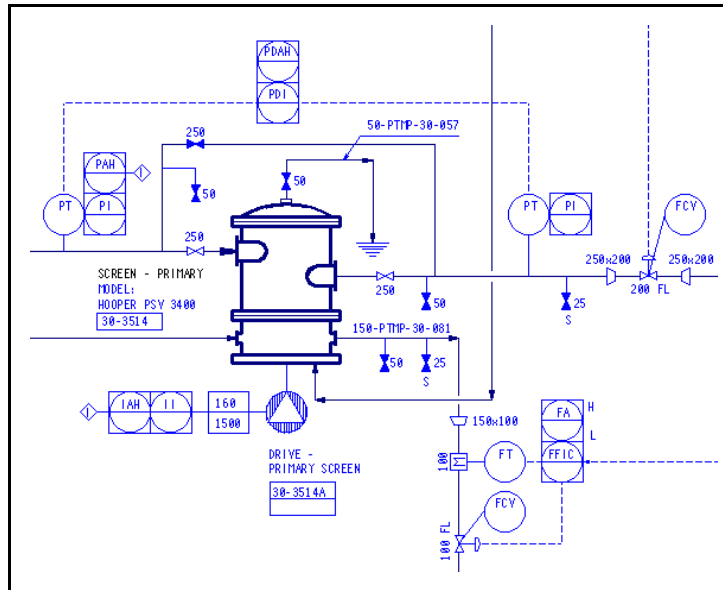 PDAH
PDI
50-PTMP-30-057
250
PAH
50
50
PT
PI
PT
PI
FCV
250
250x200
250x200
SCREEN - PRIMARY
MODEL:
HOOPER PSV 3400
30-3514
250
200 FL
50
25
S
150-PTMP-30-081
50
25
S
I
IAH
II
160
1500
I
FA
H
L
150x100
DRIVE -
PRIMARY SCREEN
30-3514A
100
M
FT
FFIC
FCV
100 FL